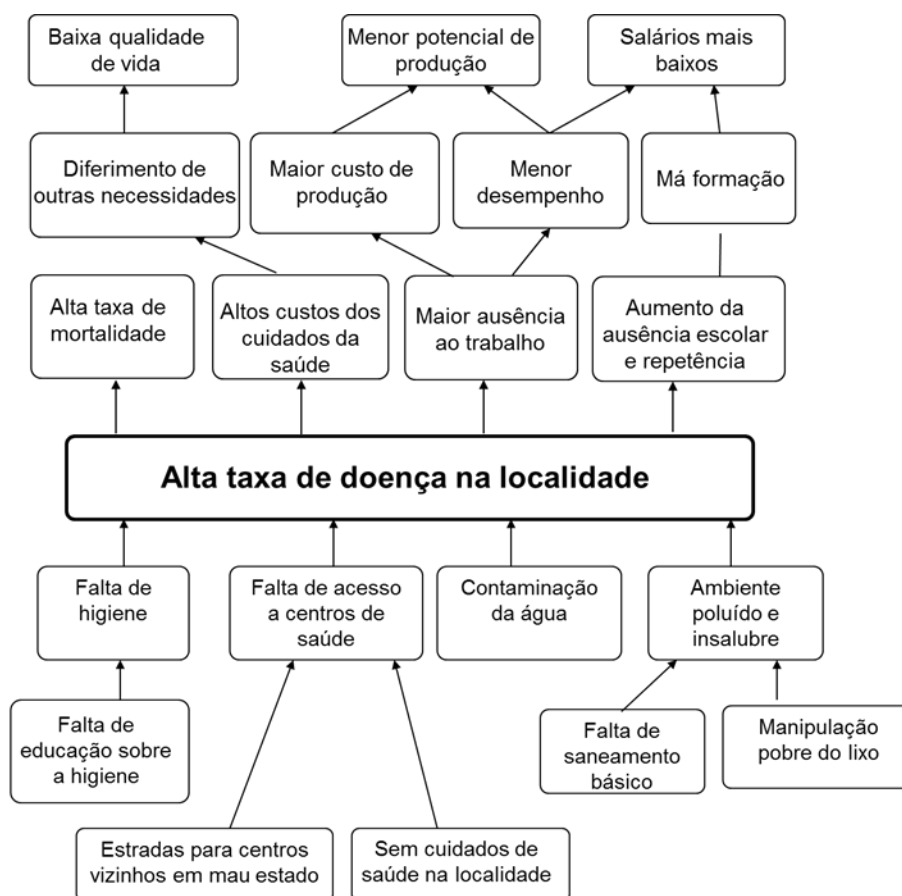 Baixa qualidade
de vida
Menor potencial de
produção
Salários mais
baixos
Diferimento de
outras necessidades
Maior custo de
produção
Menor
desempenho
Má formação
Alta taxa de
mortalidade
Altos custos dos
cuidados da
saúde
Maior ausência
ao trabalho
Aumento da
ausência escolar
e repetência
Alta taxa de doença na localidade
Falta de
higiene
Falta de acesso
a centros de
saúde
Contaminação
da água
Ambiente
poluído e
insalubre
Falta de
educação sobre
a higiene
Falta de
saneamento
básico
Manipulação
pobre do lixo
Estradas para centros
vizinhos em mau estado
Sem cuidados de
saúde na localidade